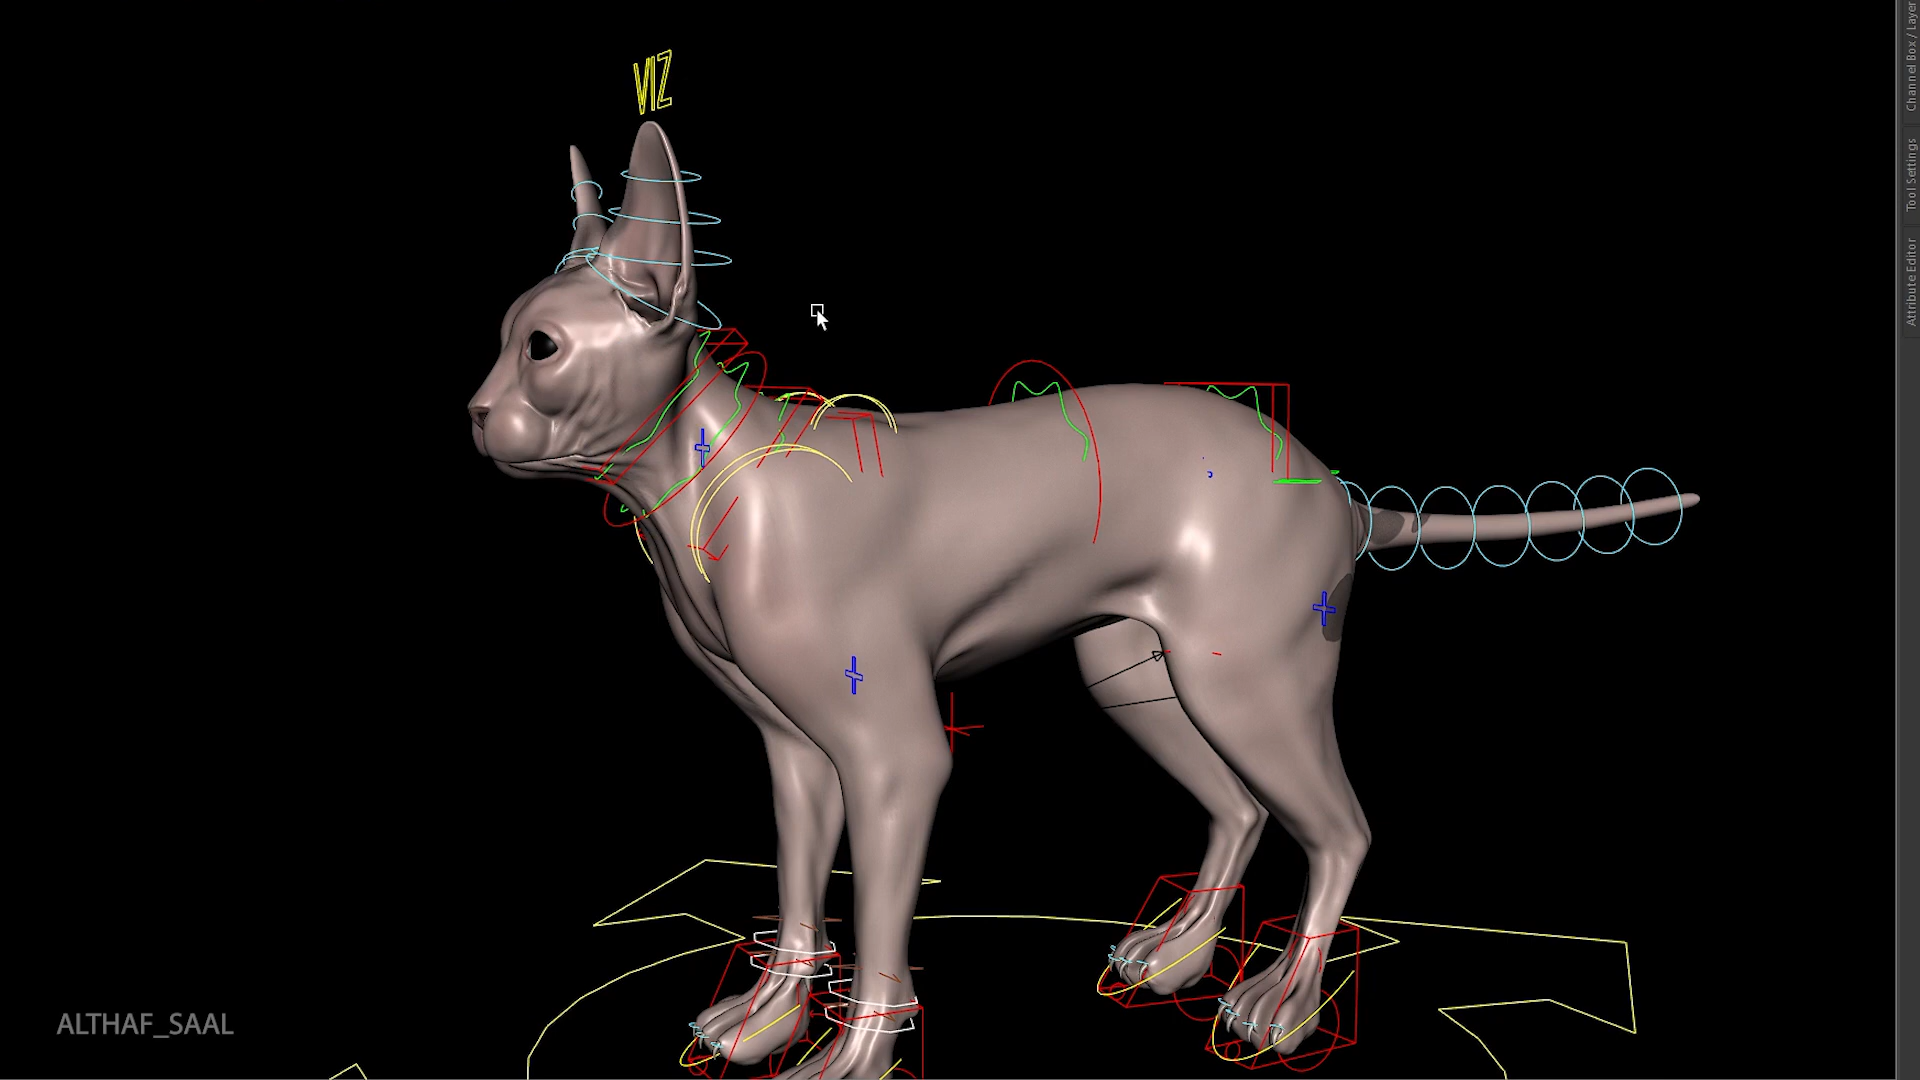 VIZ
Channel Box / Layer
Tool Settings
Attribute Editor
ALTHAF_SAAL